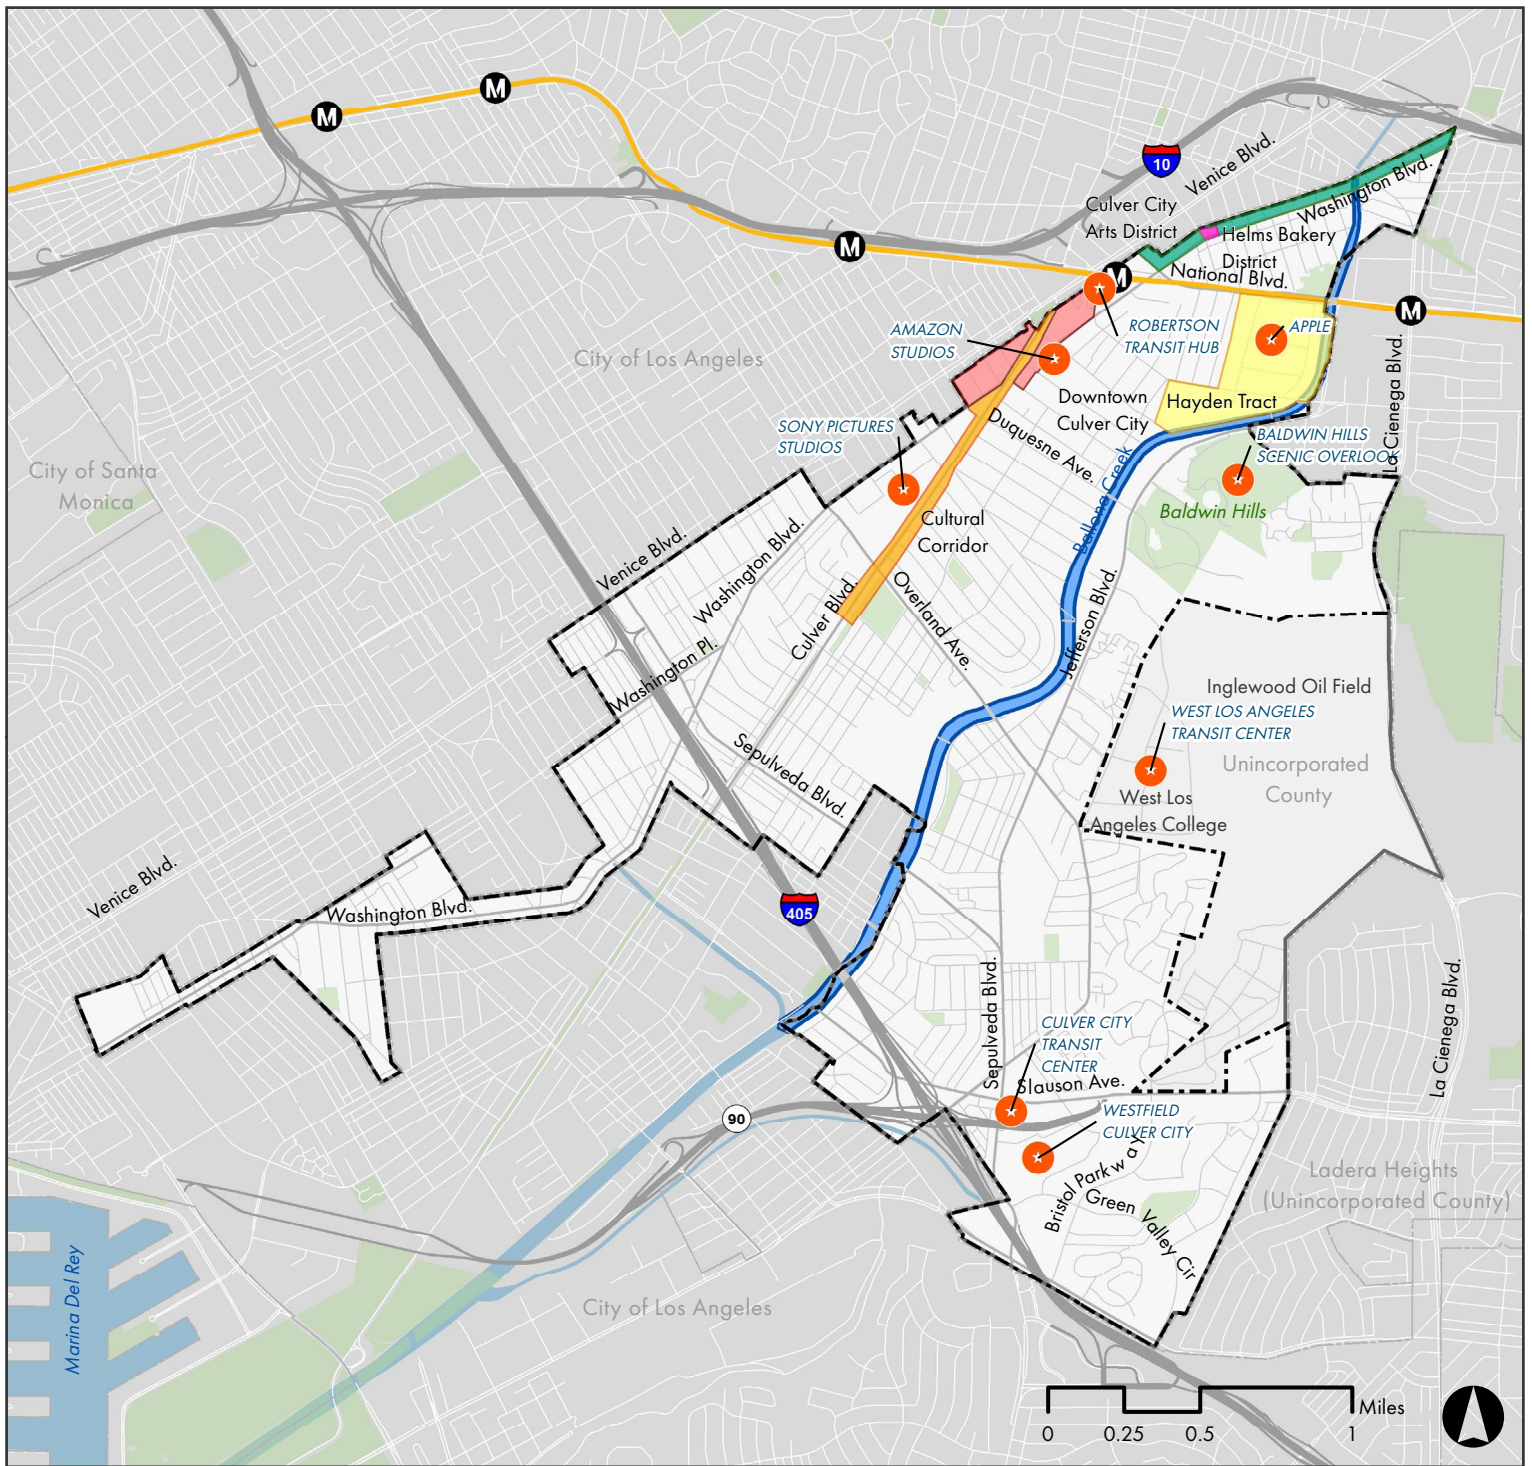 M
M
10
Venice Blvd.
Washington Blvd.
Culver City
Arts District
Helms Bakery
District
M
M
National Blvd.
M
AMAZON
STUDIOS
ROBERTSON
TRANSIT HUB
APPLE
City of Los Angeles
La Cienega Blvd.
Downtown
Culver City
Hayden Tract
Duquesne Ave.
SONY PICTURES
STUDIOS
BALDWIN HILLS
SCENIC OVERLOOK
City of Santa
Monica
Ballona Creek
Baldwin Hills
Cultural
Corridor
Venice Blvd.
Washington Blvd.
Culver Blvd.
Overland Ave.
Jefferson Blvd.
Washington Pl.
Inglewood Oil Field
WEST LOS ANGELES
TRANSIT CENTER
Sepulveda Blvd.
Unincorporated
County
West Los
Angeles College
Venice Blvd.
Washington Blvd.
405
Sepulveda Blvd.
La Cienega Blvd.
CULVER CITY
TRANSIT
CENTER
Slauson Ave.
90
WESTFIELD
CULVER CITY
Bristol Parkway
Green Valley Cir
Ladera Heights
(Unincorporated County)
Marina Del Rey
City of Los Angeles
Miles
0 0.25 0.5 1